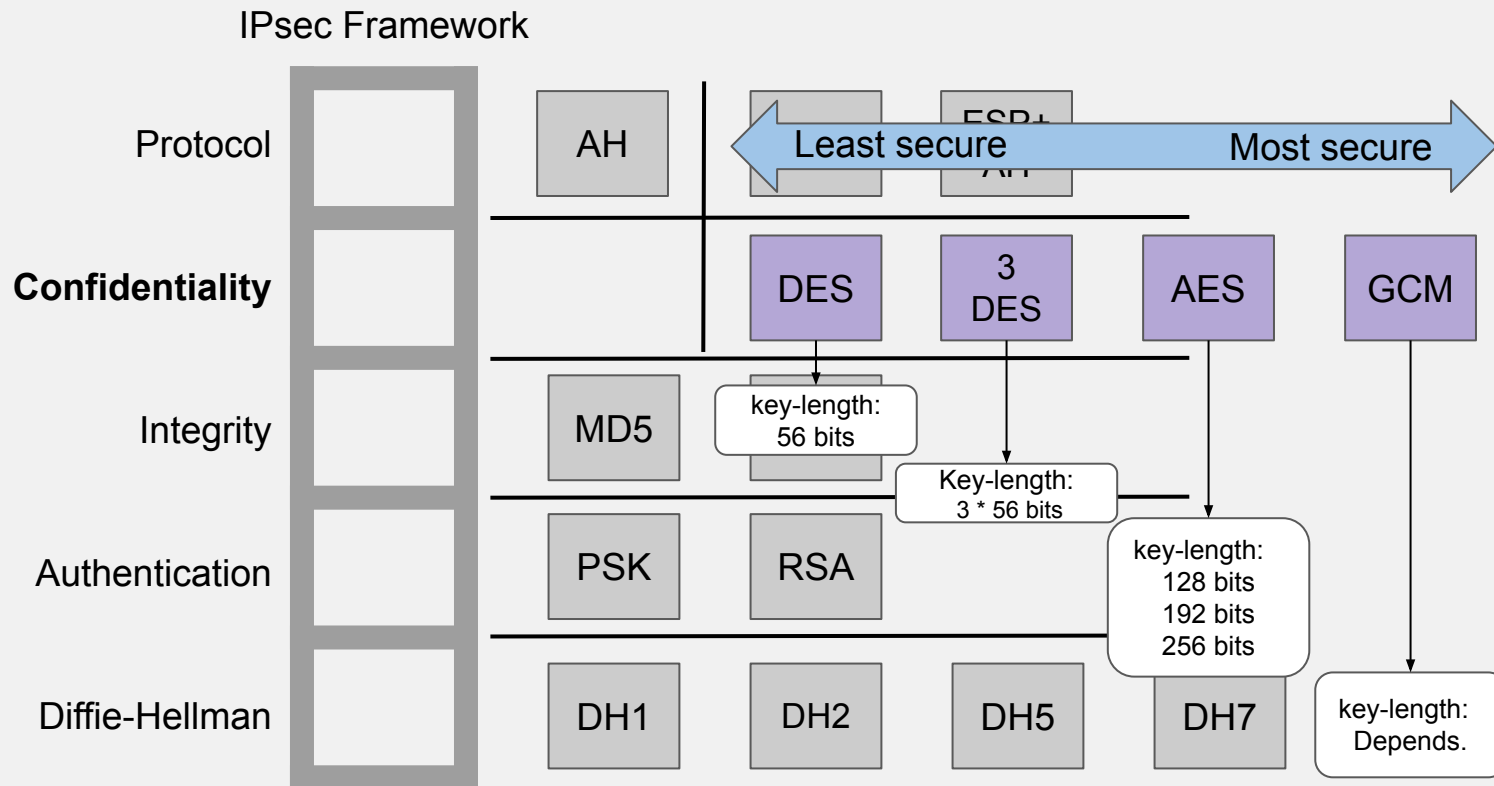 IPsec Framework
Protocol
AH
Least secure
Most secure
Confidentiality
DES
3
DES
AES
GCM
Integrity
MD5
key-length:
56 bits
Key-length:
3 * 56 bits
Authentication
PSK
RSA
key-length:
128 bits
192 bits
256 bits
Diffie-Hellman
DH1
DH2
DH5
DH7
key-length:
Depends.